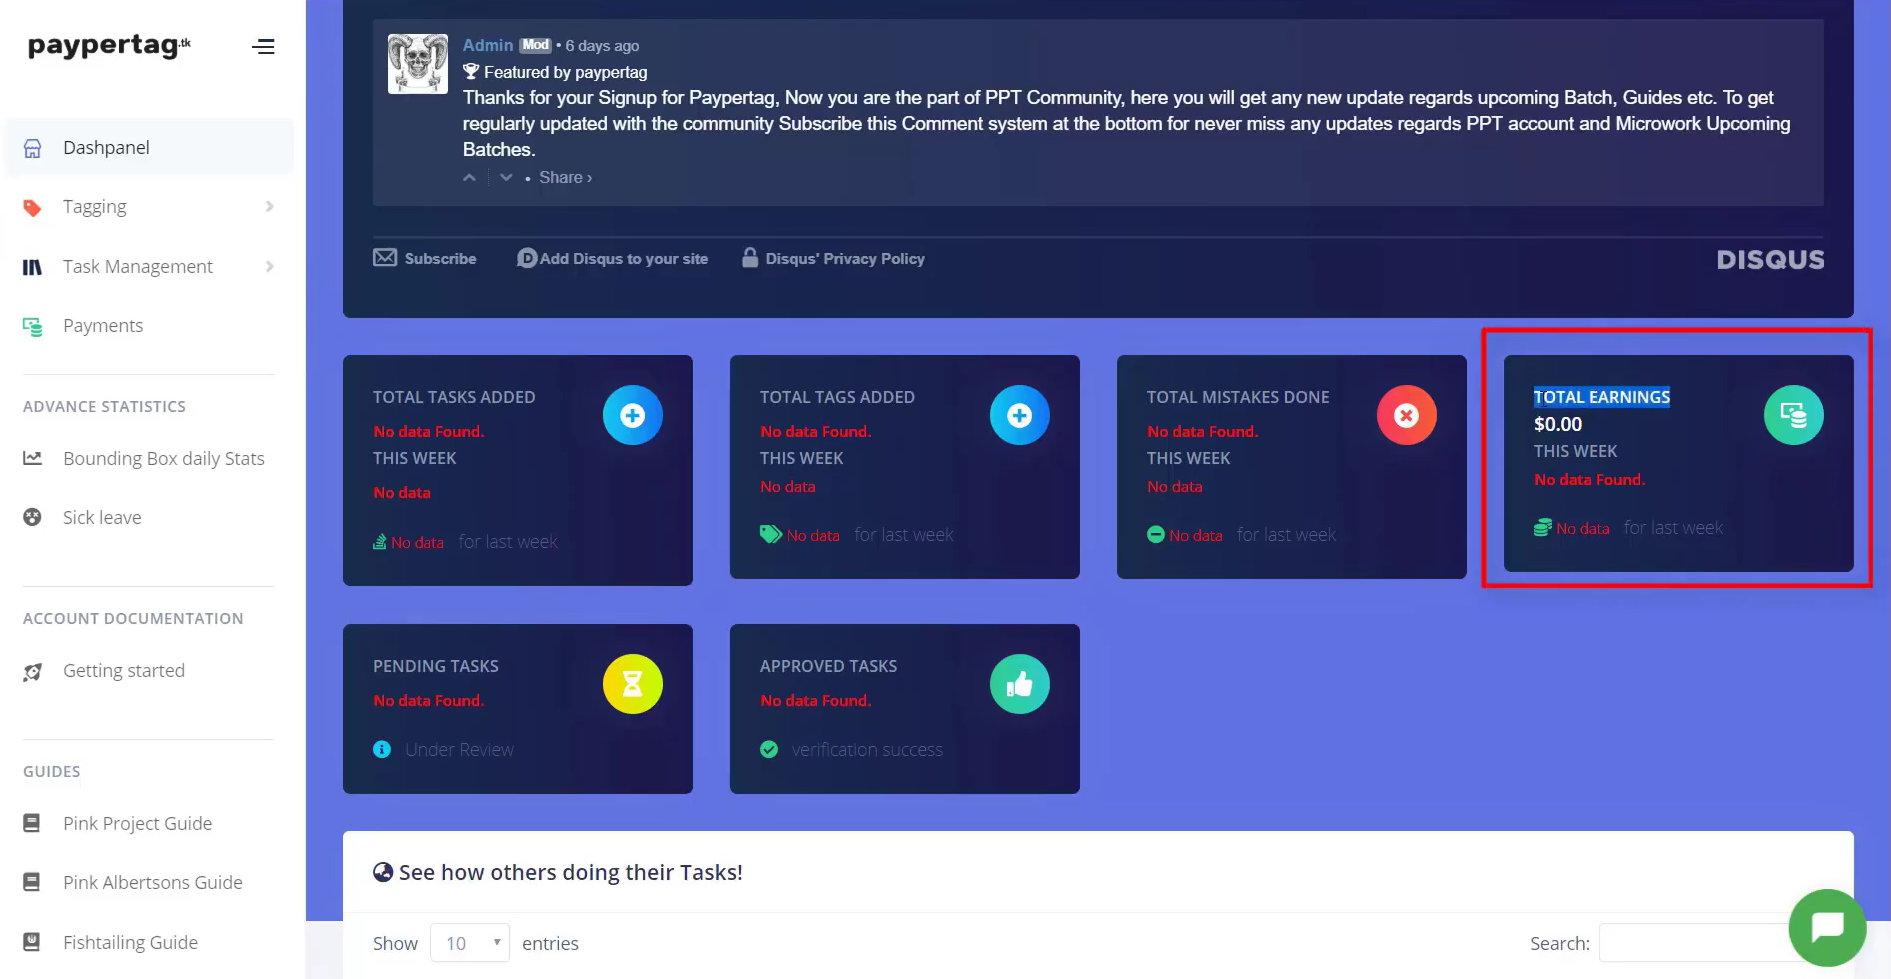 paypertag.tk
Dashpanel
Tagging
Task Management
Payments
ADVANCE STATISTICS
Bounding Box daily Stats
Sick leave
ACCOUNT DOCUMENTATION
Getting started
GUIDES
Pink Project Guide
Pink Albertsons Guide
Fishtailing Guide
Admin Mod • 6 days ago
Featured by paypertag
Thanks for your Signup for Paypertag, Now you are the part of PPT Community, here you will get any new update regards upcoming Batch, Guides etc. To get
regularly updated with the community Subscribe this Comment system at the bottom for never miss any updates regards PPT account and Microwork Upcoming
Batches.
• Share ›
Subscribe D Add Disqus to your site Disqus' Privacy Policy DISQUS
TOTAL TASKS ADDED
No data Found.
THIS WEEK
No data
No data for last week
TOTAL TAGS ADDED
No data Found.
THIS WEEK
No data
No data for last week
TOTAL MISTAKES DONE
No data Found.
THIS WEEK
No data
No data for last week
TOTAL EARNINGS
$0.00
THIS WEEK
No data Found.
No data for last week
PENDING TASKS
No data Found.
Under Review
APPROVED TASKS
No data Found.
verification success
See how others doing their Tasks!
Show 10 entries Search: